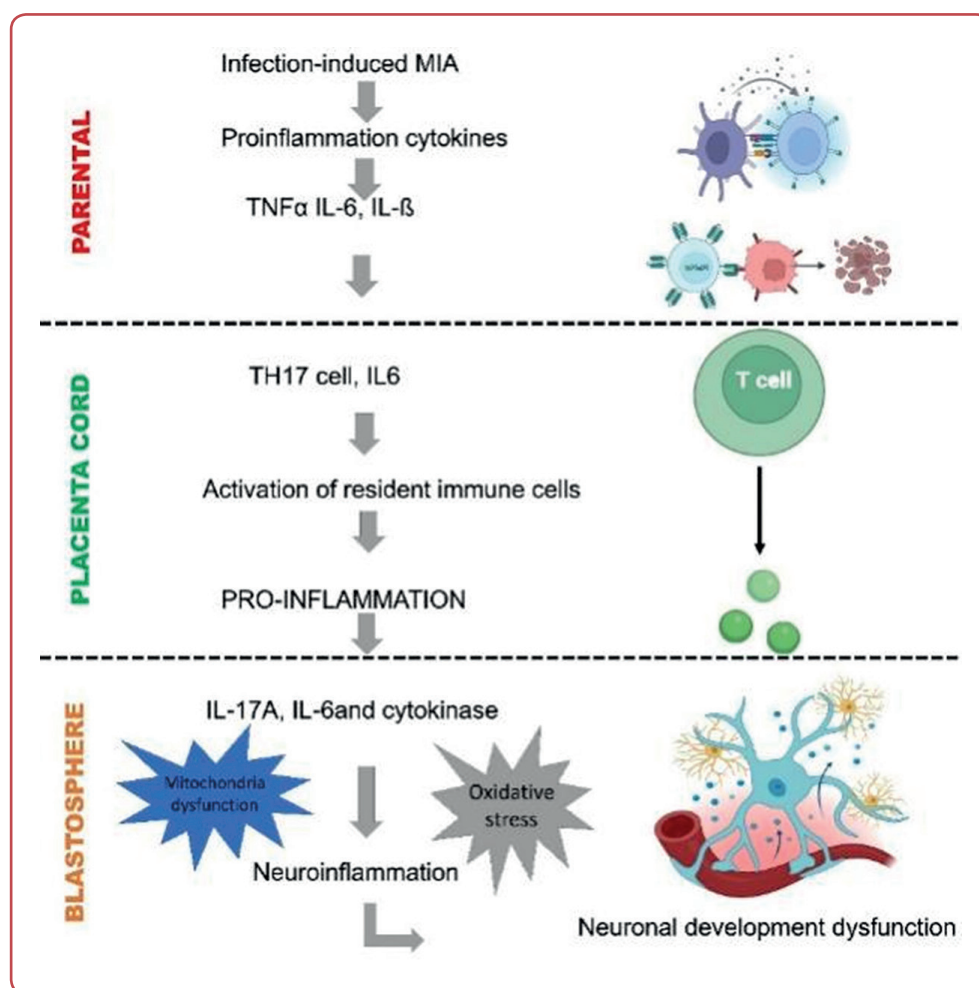 PARENTAL
Infection-induced MIA
Proinflammation cytokines
TNFα IL-6, IL-ß
PLACENTA CORD
TH17 cell, IL6
Activation of resident immune cells
PRO-INFLAMMATION
T cell
BLASTOSPHERE
IL-17A, IL-6and cytokinase
Mitochondria
dysfunction
Oxidative
stress
Neuroinflammation
Neuronal development dysfunction